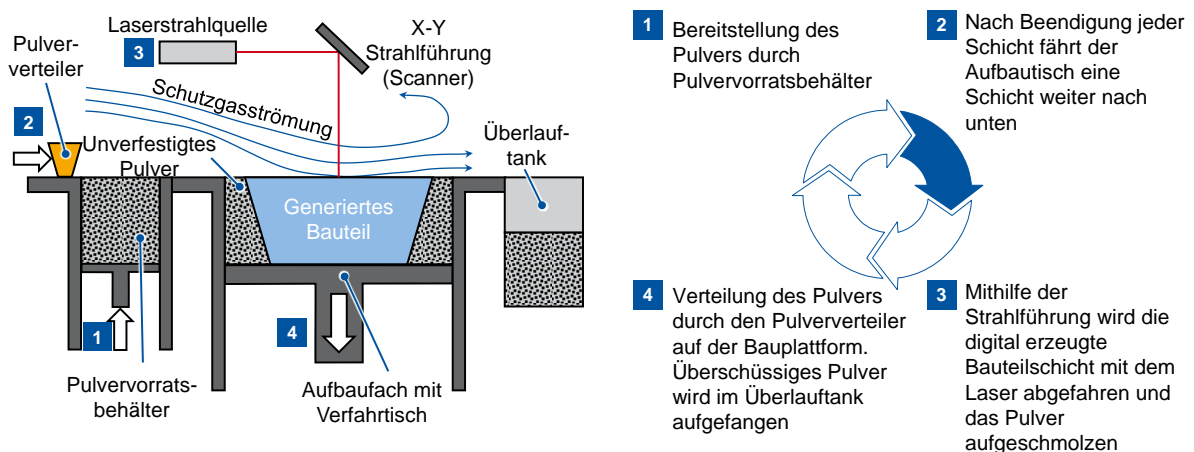 Laserstrahlquelle
3
X-Y
Strahlführung
(Scanner)
Pulver-
verteiler
2
Schutzgasströmung
Unverfestigtes
Pulver
Überlauf-
tank
Generiertes
Bauteil
1
4
Pulvervorrats-
behälter
Aufbaufach mit
Verfahrtisch
1
Bereitstellung des
Pulvers durch
Pulvervorratsbehälter
2
Nach Beendigung jeder
Schicht fährt der
Aufbautisch eine
Schicht weiter nach
unten
4
Verteilung des Pulvers
durch den Pulververteiler
auf der Bauplattform.
Überschüssiges Pulver
wird im Überlauftank
aufgefangen
3
Mithilfe der
Strahlführung wird die
digital erzeugte
Bauteilschicht mit dem
Laser abgefahren und
das Pulver
aufgeschmolzen